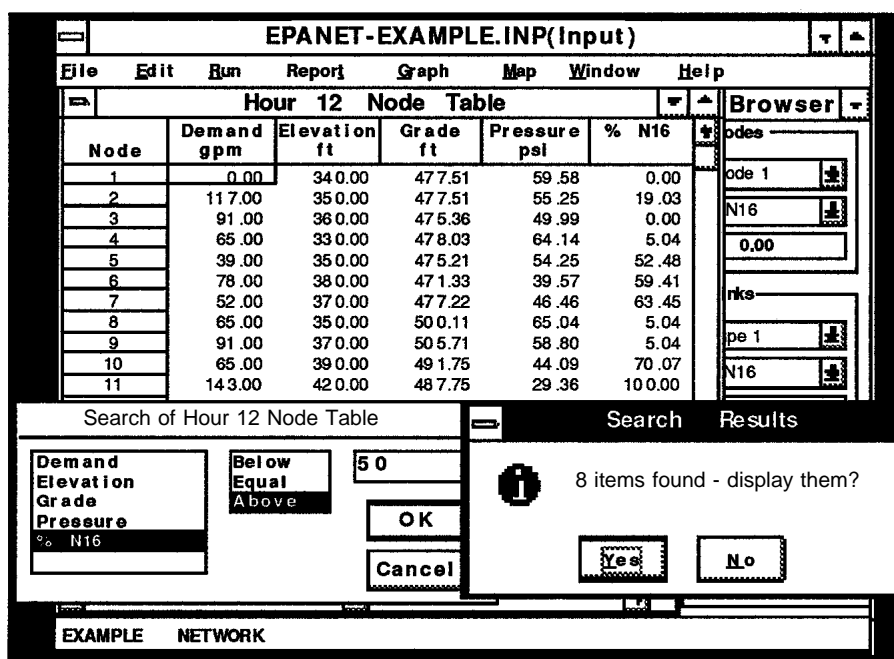 EPANET-EXAMPLE.INP(Input)
File Edit Run Report Graph Map Window Help
Hour 12 Node Table
Browser
Node Demand gpm Elevation ft Grade ft Pressure psi % N16
1 0.00 340.00 477.51 59.58 0.00
2 117.00 350.00 477.51 55.25 19.03
3 91.00 360.00 475.36 49.99 0.00
4 65.00 330.00 478.03 64.14 5.04
5 39.00 350.00 475.21 54.25 52.48
6 78.00 380.00 471.33 39.57 59.41
7 52.00 370.00 477.22 46.46 63.45
8 65.00 350.00 500.11 65.04 5.04
9 91.00 370.00 505.71 58.80 5.04
10 65.00 390.00 491.75 44.09 70.07
11 143.00 420.00 487.75 29.36 100.00
odes
ode 1
N16
0.00
nks
pe 1
N16
Search of Hour 12 Node Table
Demand
Elevation
Grade
Pressure
% N16
Below
Equal
Above
50
OK
Cancel
Search Results
8 items found - display them?
Yes
No
EXAMPLE NETWORK